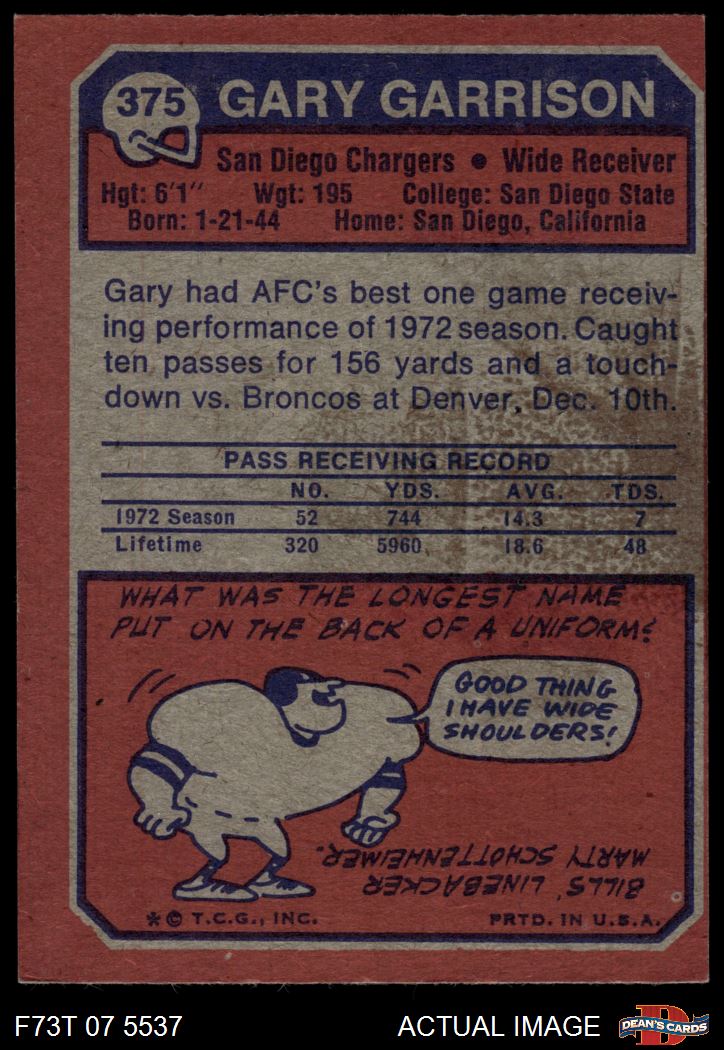 375 GARY GARRISON
San Diego Chargers • Wide Receiver
Hgt: 6'1" Wgt: 195 College: San Diego State
Born: 1-21-44 Home: San Diego, California
Gary had AFC's best one game receiv-
ing performance of 1972 season. Caught
ten passes for 156 yards and a touch-
down vs. Broncos at Denver, Dec. 10th.
PASS RECEIVING RECORD
NO. YDS. AVG. TDS.
1972 Season 52 744 14.3 7
Lifetime 320 5960 18.6 48
WHAT WAS THE LONGEST NAME
PUT ON THE BACK OF A UNIFORM?
GOOD THING
I HAVE WIDE
SHOULDERS!
BILLS' LINEBACKER
MARTY SCHOTTENHEIMER.
* © T.C.G., INC. PRTD. IN U.S.A.
F73T 07 5537 ACTUAL IMAGE D DEAN'S CARDS